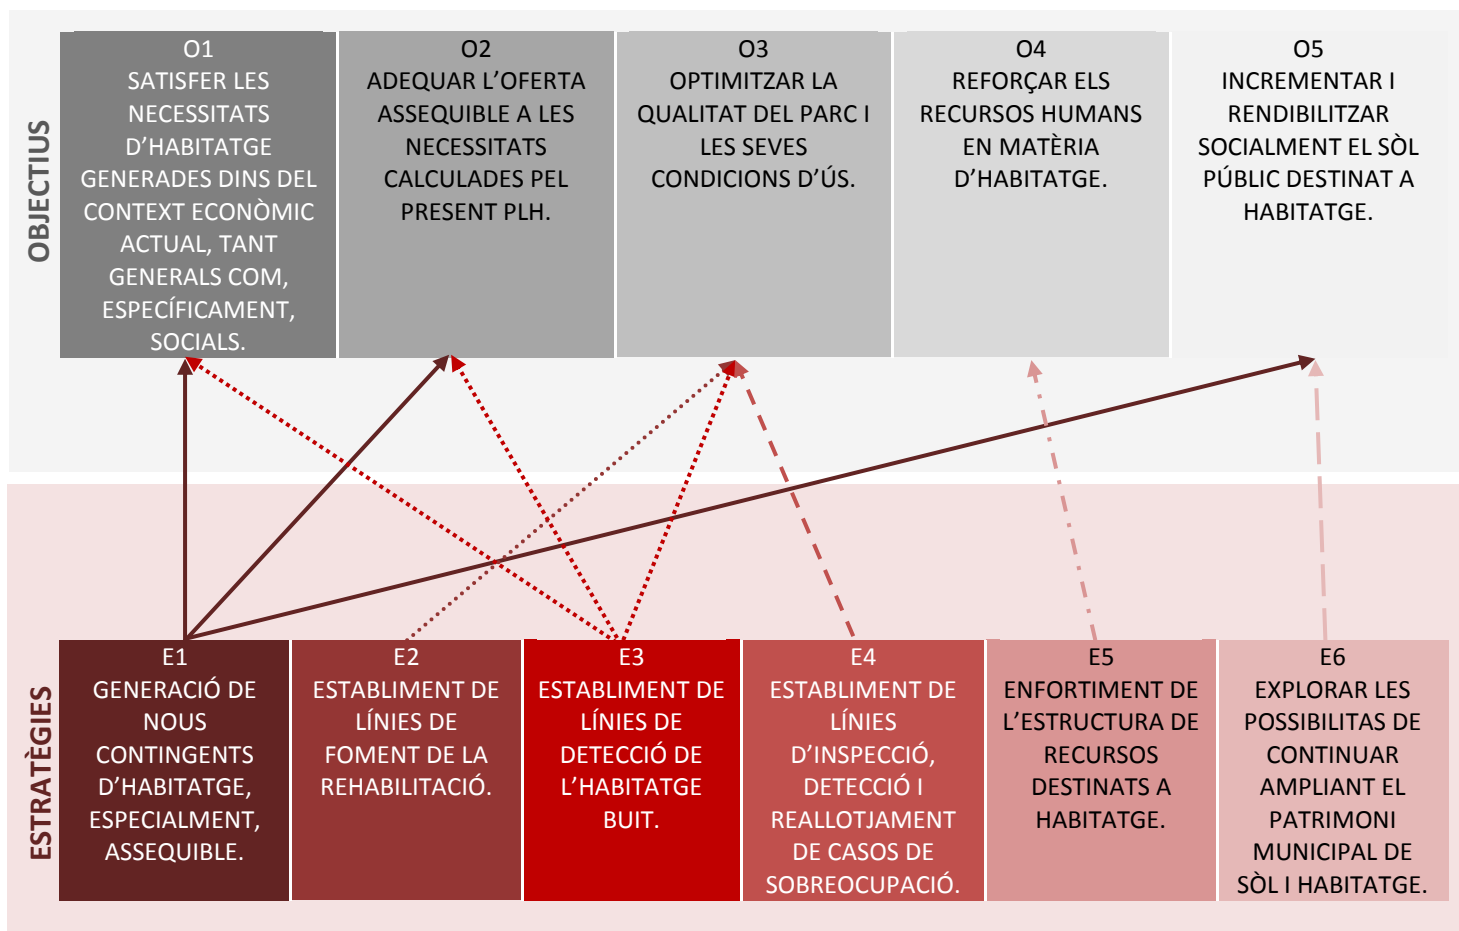 OBJECTIUS
O1
SATISFER LES
NECESSITATS
D’HABITATGE
GENERADES DINS DEL
CONTEXT ECONÒMIC
ACTUAL, TANT
GENERALS COM,
ESPECÍFICAMENT,
SOCIALS.
O2
ADEQUAR L’OFERTA
ASSEQUIBLE A LES
NECESSITATS
CALCULADES PEL
PRESENT PLH.
O3
OPTIMITZAR LA
QUALITAT DEL PARC I
LES SEVES
CONDICIONS D’ÚS.
O4
REFORÇAR ELS
RECURSOS HUMANS
EN MATÈRIA
D’HABITATGE.
O5
INCREMENTAR I
RENDIBILITZAR
SOCIALMENT EL SÒL
PÚBLIC DESTINAT A
HABITATGE.
ESTRATÈGIES
E1
GENERACIÓ DE
NOUS
CONTINGENTS
D’HABITATGE,
ESPECIALMENT,
ASSEQUIBLE.
E2
ESTABLIMENT DE
LÍNIES DE
FOMENT DE LA
REHABILITACIÓ.
E3
ESTABLIMENT DE
LÍNIES DE
DETECCIÓ DE
L’HABITATGE
BUIT.
E4
ESTABLIMENT DE
LÍNIES
D’INSPECCIÓ,
DETECCIÓ I
REALLOTJAMENT
DE CASOS DE
SOBREOCUPACIÓ.
E5
ENFORTIMENT DE
L’ESTRUCTURA DE
RECURSOS
DESTINATS A
HABITATGE.
E6
EXPLORAR LES
POSSIBILITAS DE
CONTINUAR
AMPLIANT EL
PATRIMONI
MUNICIPAL DE
SÒL I HABITATGE.